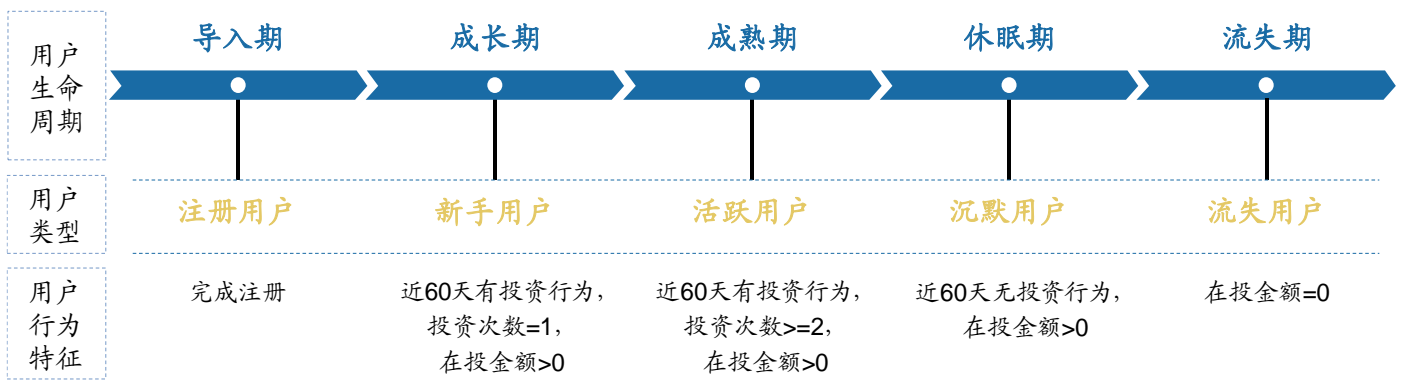 用户
生命
周期
导入期
成长期
成熟期
休眠期
流失期
用户
类型
注册用户
新手用户
活跃用户
沉默用户
流失用户
用户
行为
特征
完成注册
近60天有投资行为，
投资次数=1，
在投金额>0
近60天有投资行为，
投资次数>=2，
在投金额>0
近60天无投资行为，
在投金额>0
在投金额=0